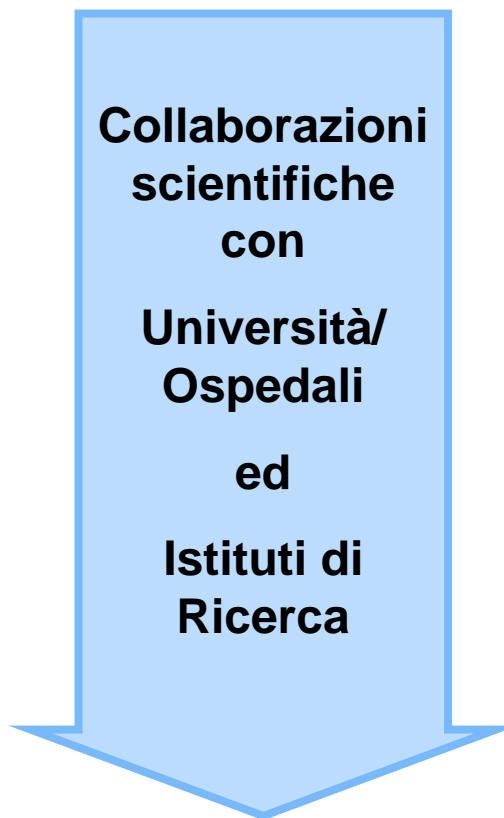 Collaborazioni
scientifiche
con
Università/
Ospedali
ed
Istituti di
Ricerca